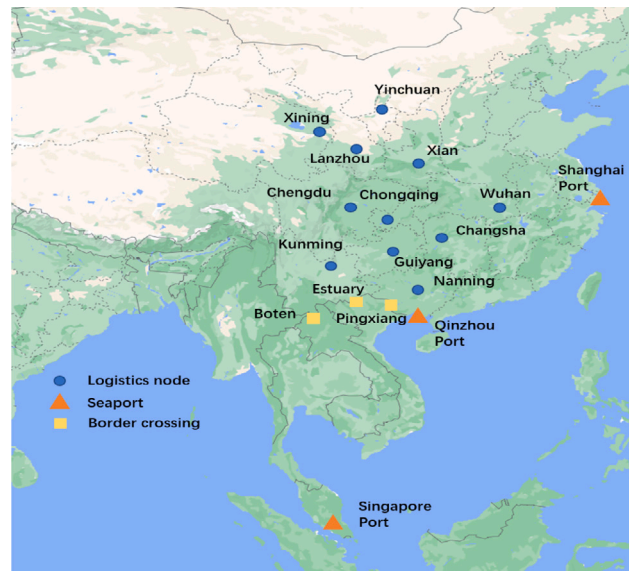 Yinchuan
Xining
Lanzhou
Xian
Shanghai
Port
Chengdu
Chongqing
Wuhan
Changsha
Kunming
Guiyang
Estuary
Nanning
Boten
Pingxiang
Qinzhou
Port
Logistics node
Seaport
Border crossing
Singapore
Port